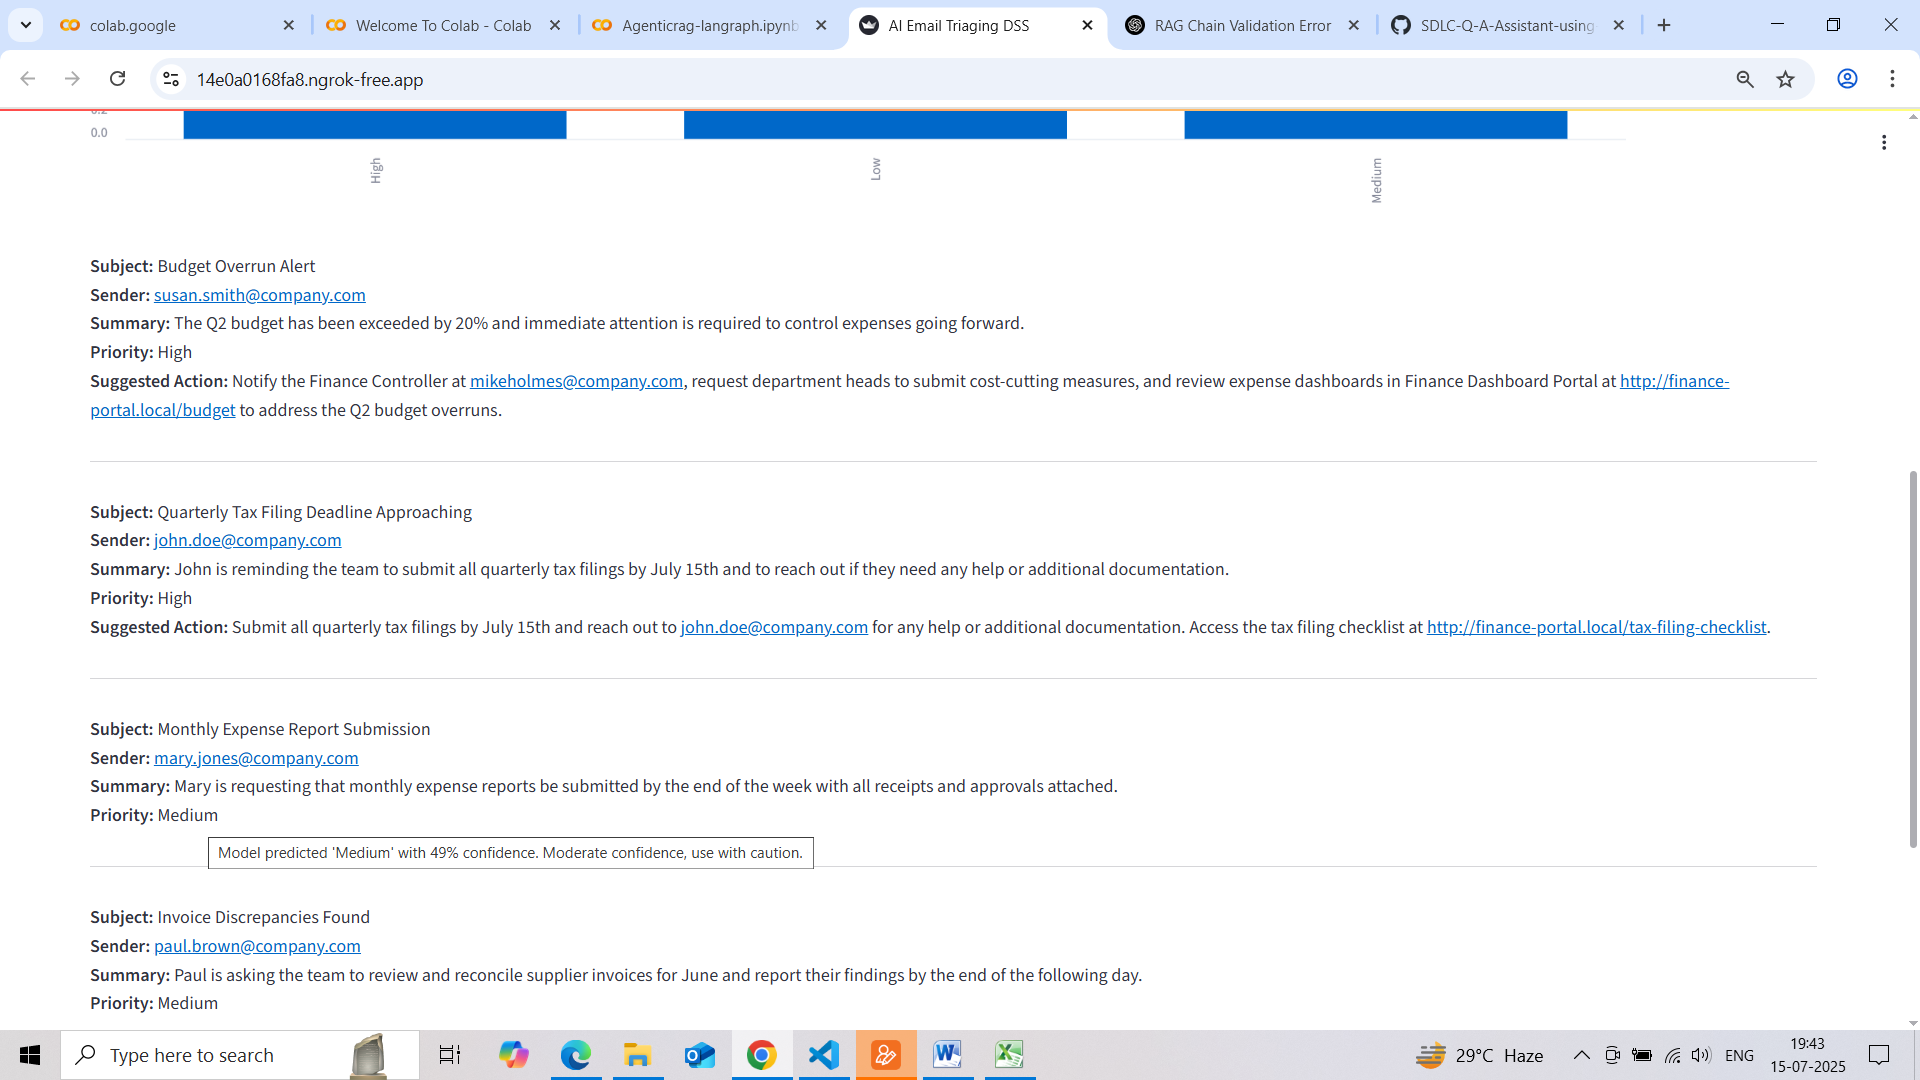 colab.google
Welcome To Colab - Colab
Agenticrag-langraph.ipynb
AI Email Triaging DSS
RAG Chain Validation Error
SDLC-Q-A-Assistant-using
14e0a0168fa8.ngrok-free.app
0.2
0.0
High
Low
Medium
Subject: Budget Overrun Alert
Sender: susan.smith@company.com
Summary: The Q2 budget has been exceeded by 20% and immediate attention is required to control expenses going forward.
Priority: High
Suggested Action: Notify the Finance Controller at mikeholmes@company.com, request department heads to submit cost-cutting measures, and review expense dashboards in Finance Dashboard Portal at http://finance-
portal.local/budget to address the Q2 budget overruns.
Subject: Quarterly Tax Filing Deadline Approaching
Sender: john.doe@company.com
Summary: John is reminding the team to submit all quarterly tax filings by July 15th and to reach out if they need any help or additional documentation.
Priority: High
Suggested Action: Submit all quarterly tax filings by July 15th and reach out to john.doe@company.com for any help or additional documentation. Access the tax filing checklist at http://finance-portal.local/tax-filing-checklist.
Subject: Monthly Expense Report Submission
Sender: mary.jones@company.com
Summary: Mary is requesting that monthly expense reports be submitted by the end of the week with all receipts and approvals attached.
Priority: Medium
Model predicted 'Medium' with 49% confidence. Moderate confidence, use with caution.
Subject: Invoice Discrepancies Found
Sender: paul.brown@company.com
Summary: Paul is asking the team to review and reconcile supplier invoices for June and report their findings by the end of the following day.
Priority: Medium
Type here to search
29°C Haze
ENG
19:43
15-07-2025